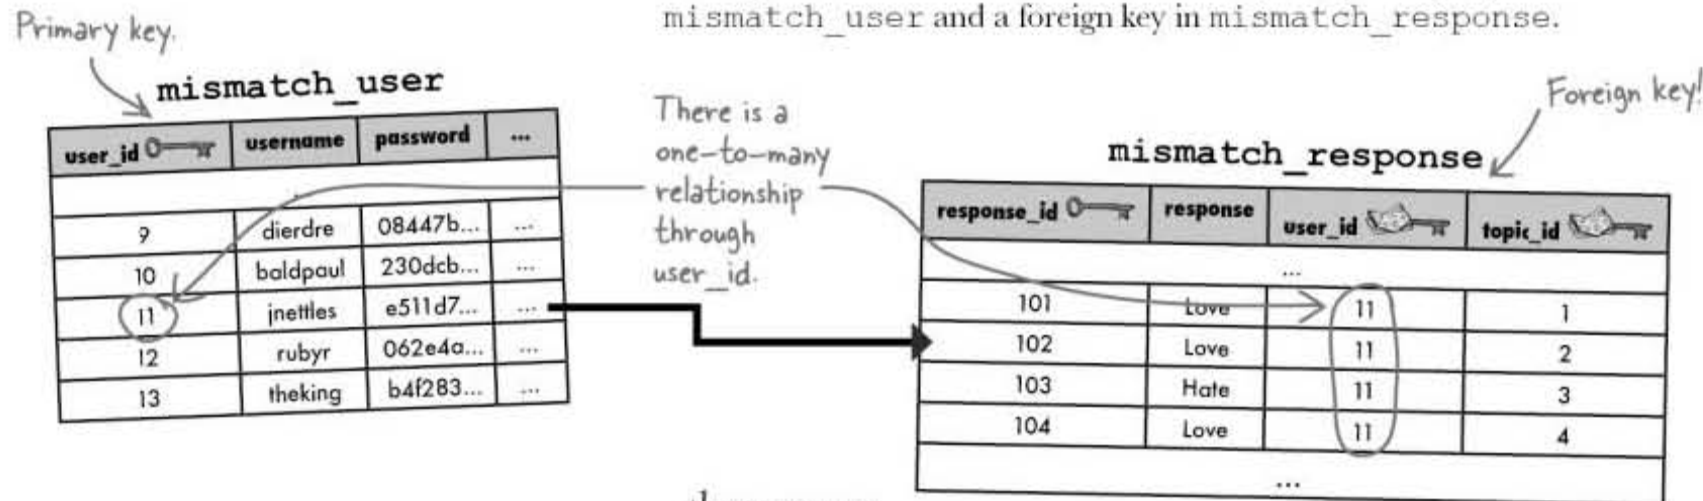 mismatch_user and a foreign key in mismatch_response.
Primary key.
mismatch_user
user_id username password ...
9 dierdre 08447b... ...
10 baldpaul 230dcb... ...
11 jnettles e511d7... ...
12 rubyr 062e4a... ...
13 theking b4f283... ...
There is a
one-to-many
relationship
through
user_id.
Foreign key!
mismatch_response
response_id response user_id topic_id
...
101 Love 11 1
102 Love 11 2
103 Hate 11 3
104 Love 11 4
...